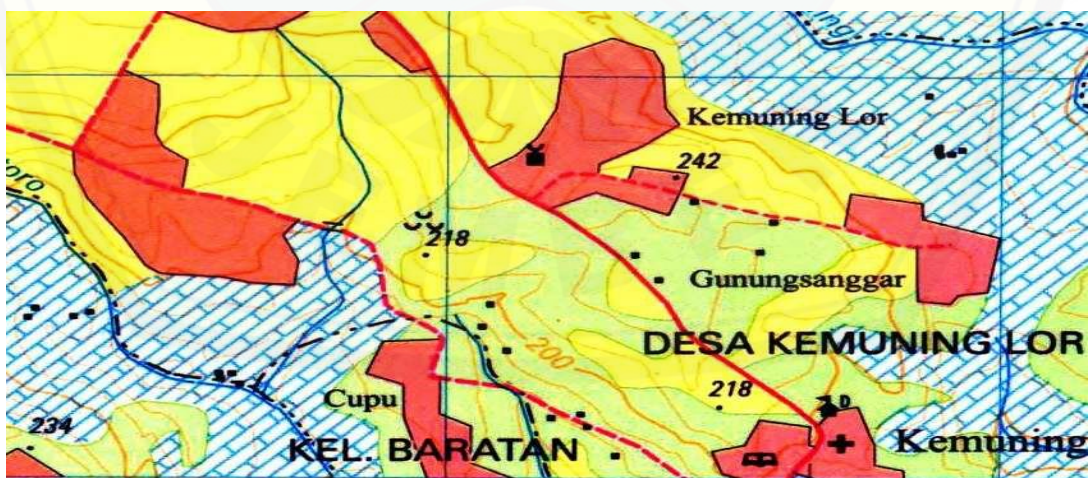 Kemuning Lor
242
218
Gunungsanggar
DESA KEMUNING LOR
200
218
Cupu
234
KEL. BARATAN
Kemuning